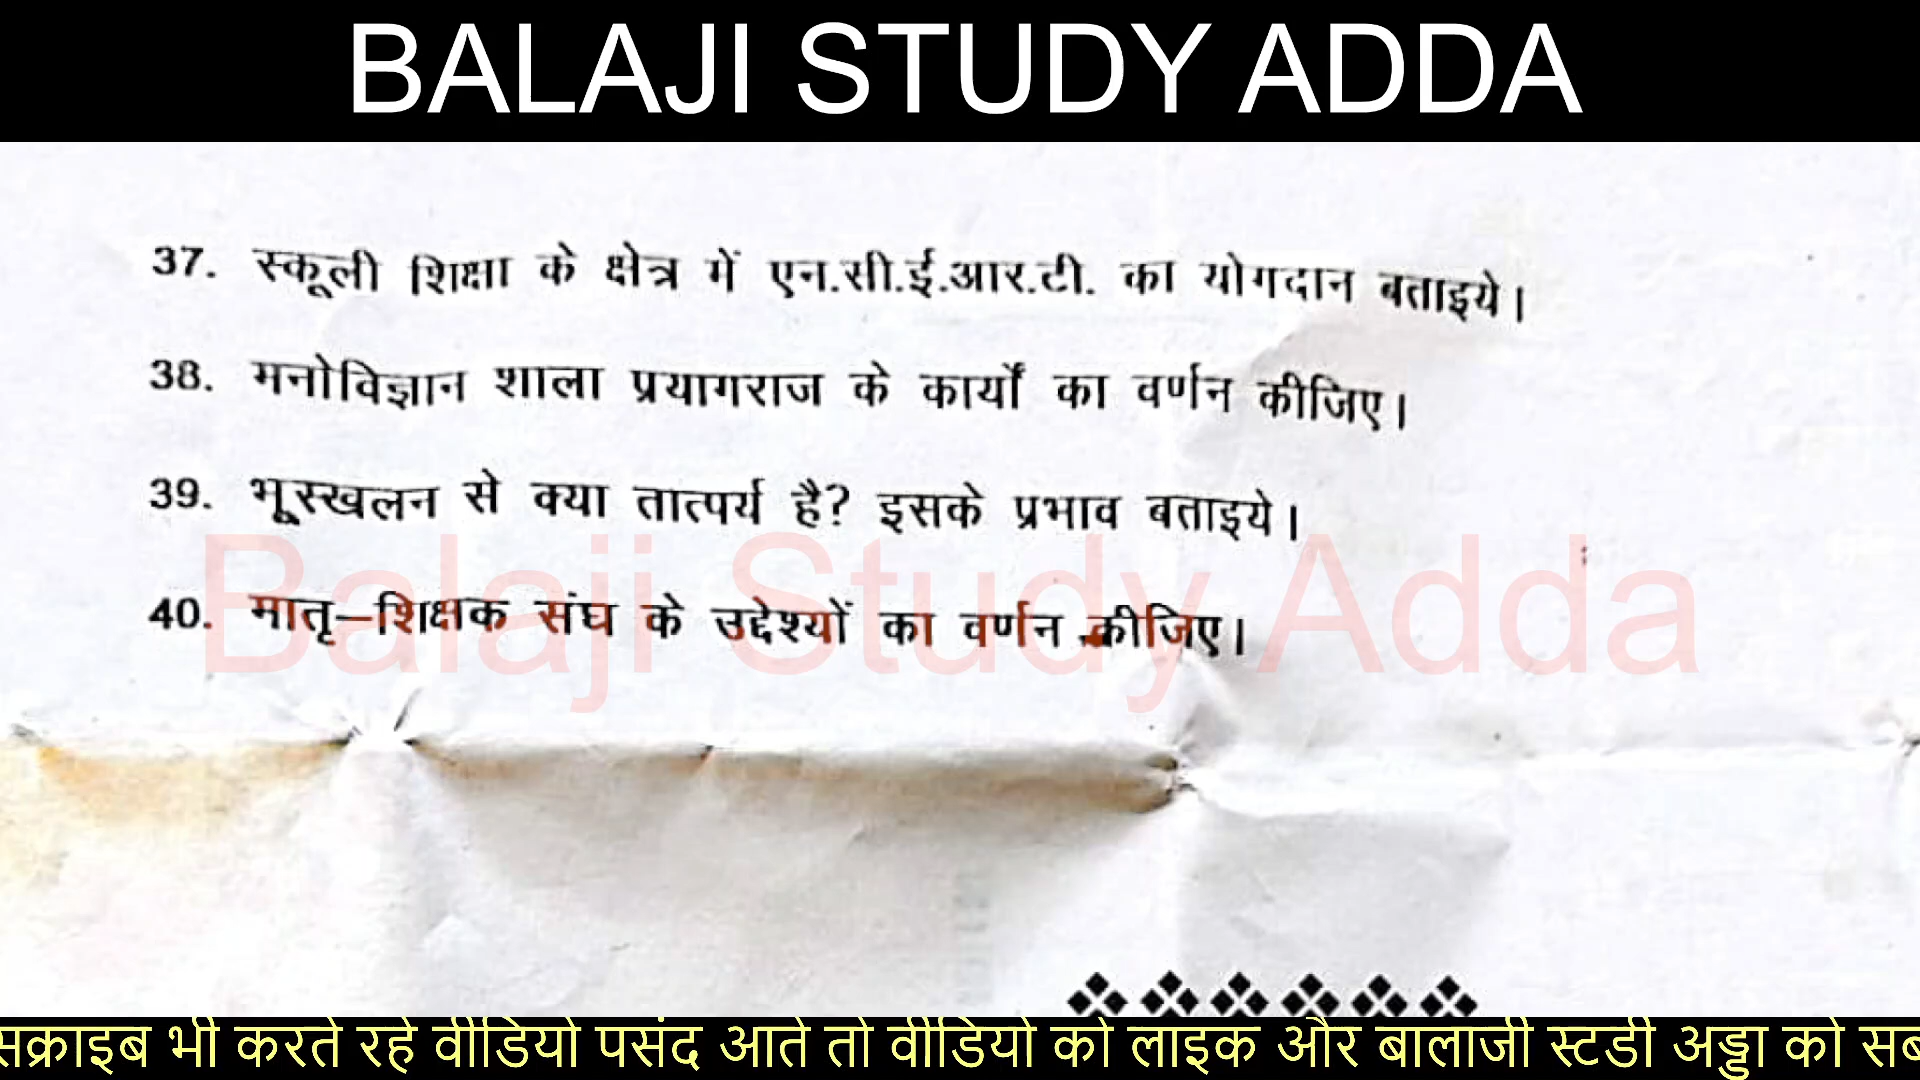 BALAJI STUDY ADDA
37. स्कूली शिक्षा के क्षेत्र में एन.सी.ई.आर.टी. का योगदान बताइये।
38. मनोविज्ञान शाला प्रयागराज के कार्यों का वर्णन कीजिए।
39. भूस्खलन से क्या तात्पर्य है? इसके प्रभाव बताइये।
Balaji Study Adda
40. मातृ–शिक्षक संघ के उद्देश्यों का वर्णन कीजिए।
सक्राइब भी करते रहे वीडियो पसंद आते तो वीडियो को लाइक और बालाजी स्टडी अड्डा को सब